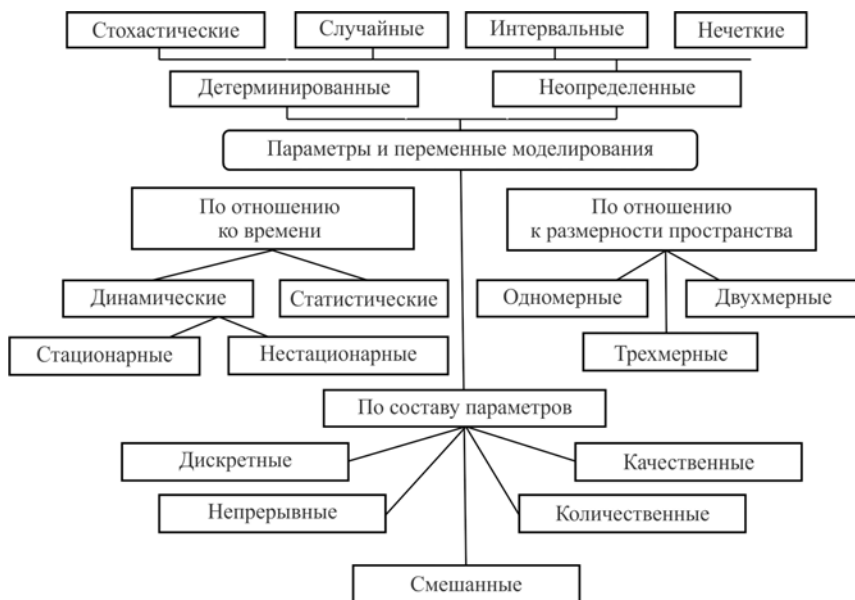 Стохастические
Случайные
Интервальные
Нечеткие
Детерминированные
Неопределенные
Параметры и переменные моделирования
По отношению
ко времени
По отношению
к размерности пространства
Динамические
Статистические
Одномерные
Двухмерные
Стационарные
Нестационарные
Трехмерные
По составу параметров
Дискретные
Качественные
Непрерывные
Количественные
Смешанные